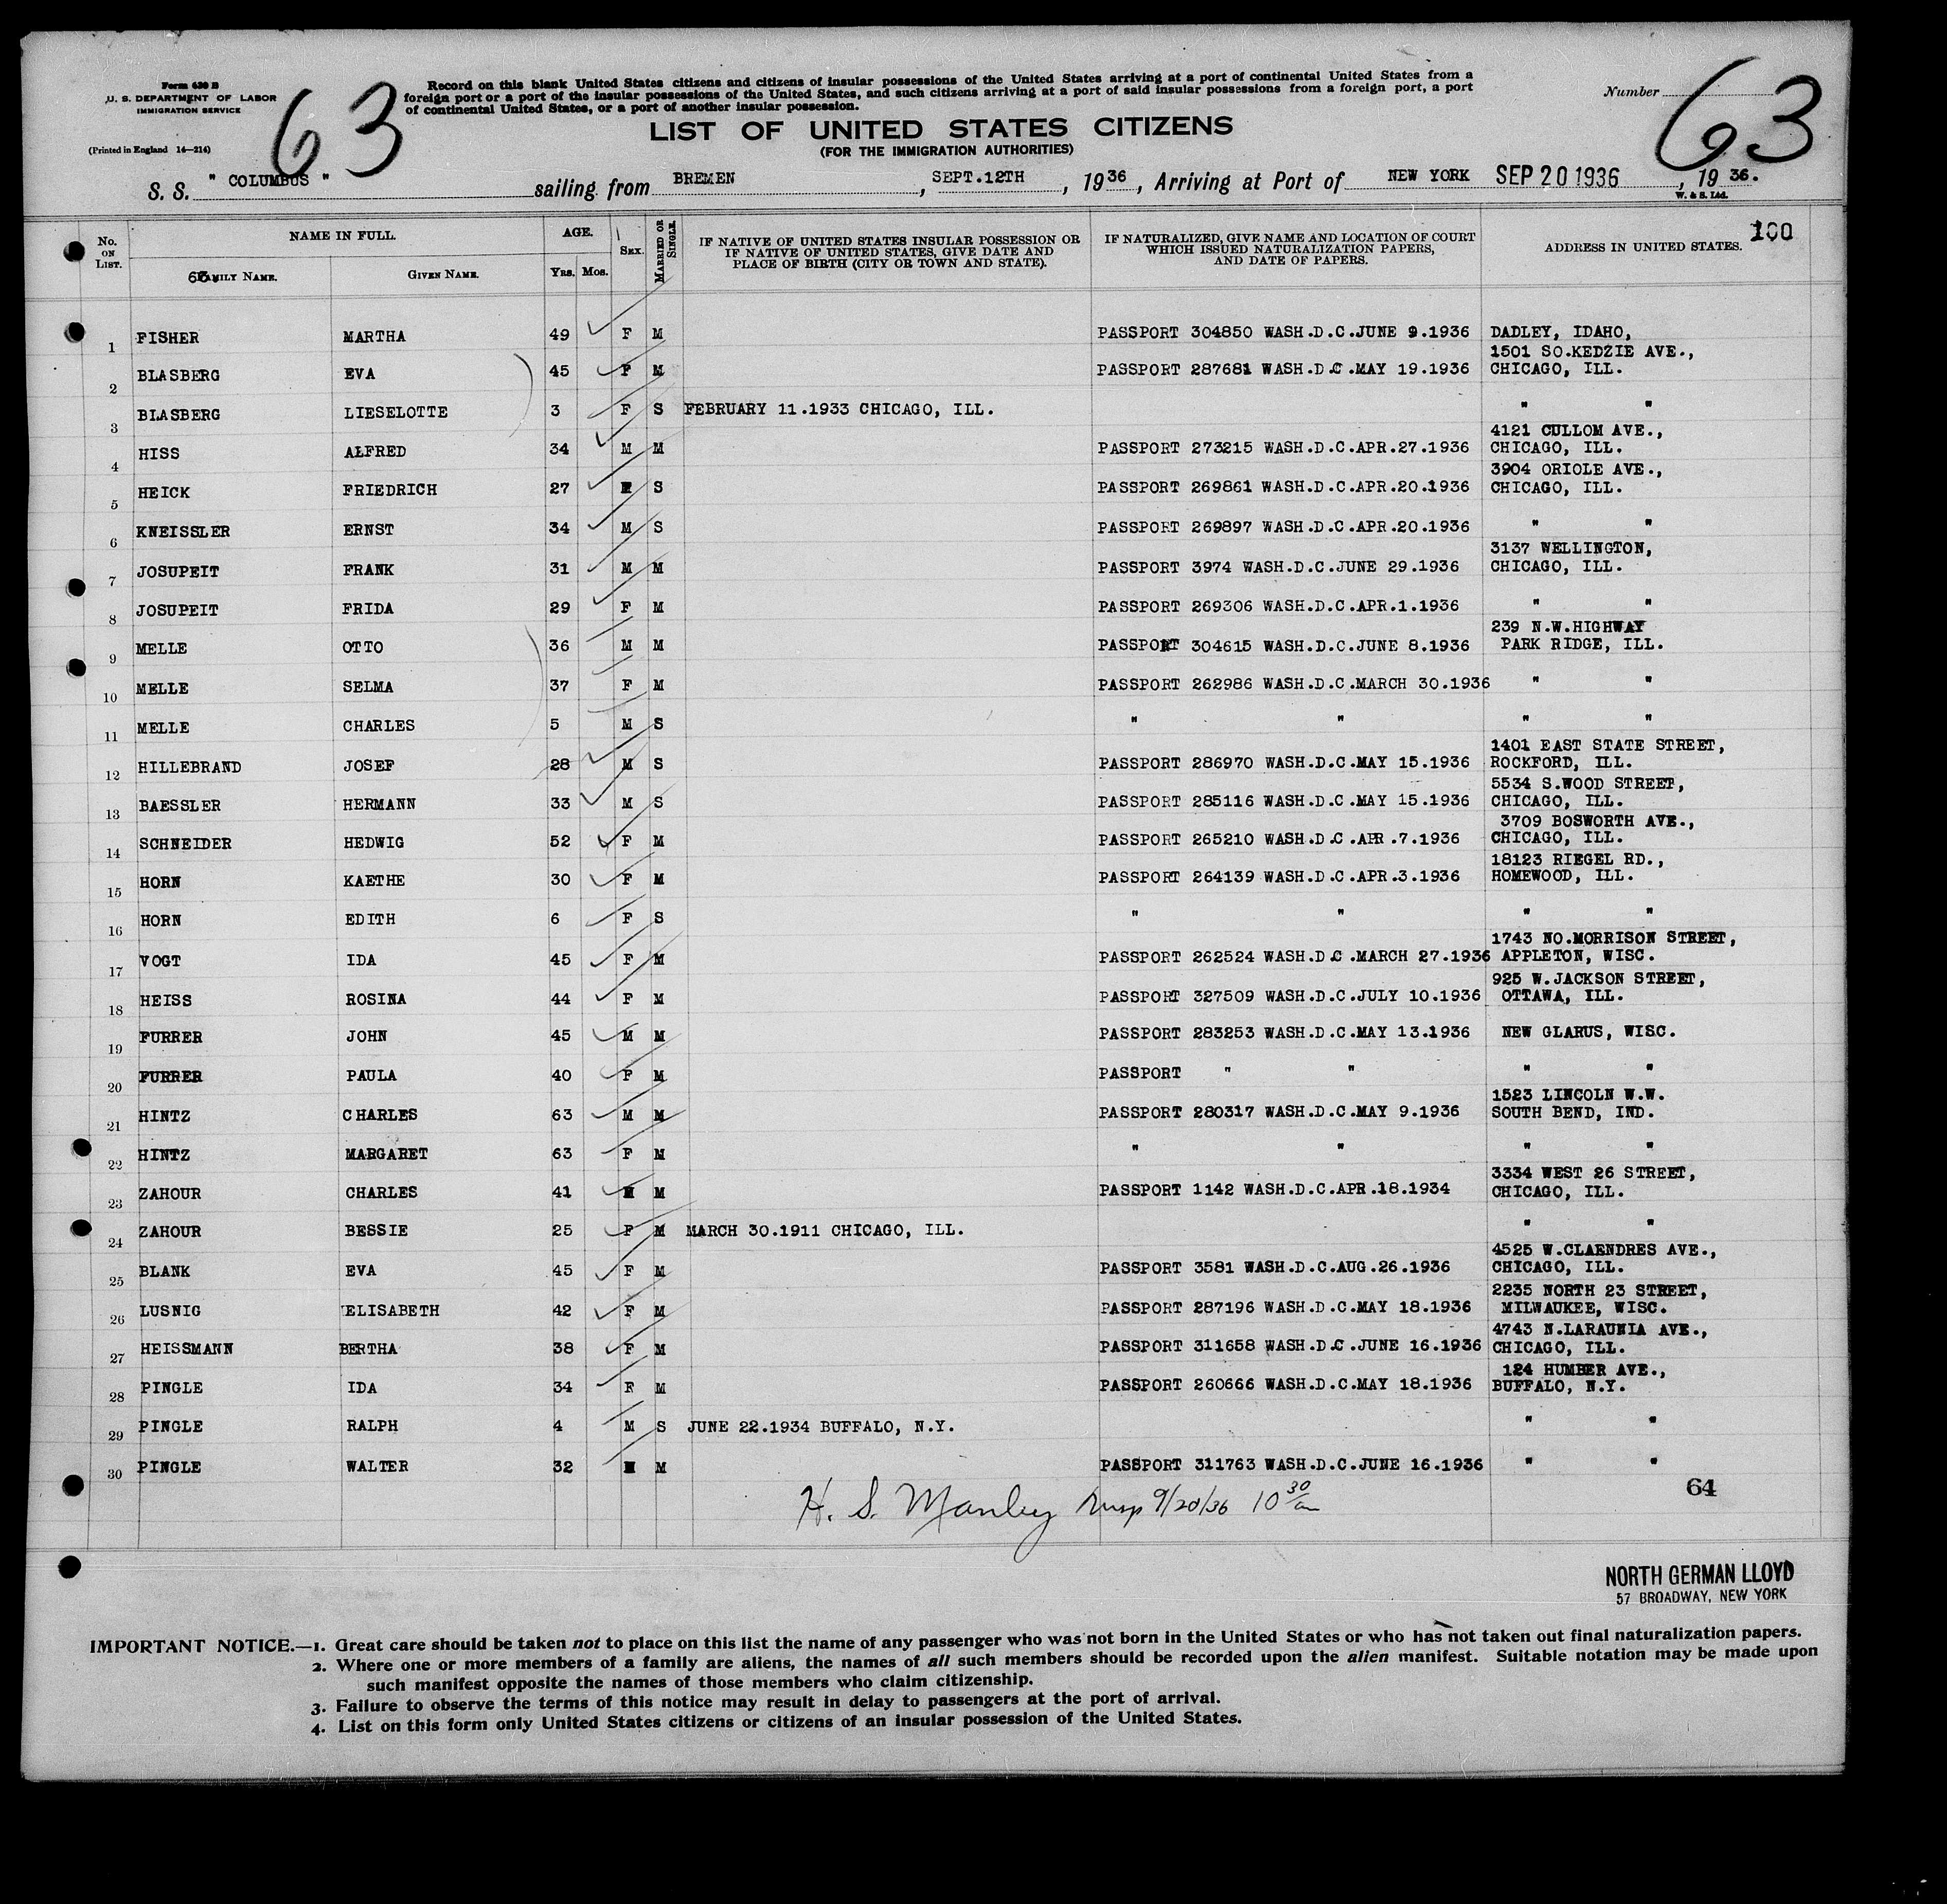 Form 630 B
U. S. DEPARTMENT OF LABOR
IMMIGRATION SERVICE
(Printed in England 14—214)
63
Record on this blank United States citizens and citizens of insular possessions of the United States arriving at a port of continental United States from a
foreign port or a port of the insular possessions of the United States, and such citizens arriving at a port of said insular possessions from a foreign port, a port
of continental United States, or a port of another insular possession.
Number 63
LIST OF UNITED STATES CITIZENS
(FOR THE IMMIGRATION AUTHORITIES)
S. S. " COLUMBUS " sailing from BREMEN, SEPT.12TH, 1936, Arriving at Port of NEW YORK SEP 20 1936, 19 36.
W. & S. Ltd.
No. ON LIST. NAME IN FULL. AGE. SEX. MARRIED OR SINGLE. IF NATIVE OF UNITED STATES INSULAR POSSESSION OR IF NATIVE OF UNITED STATES, GIVE DATE AND PLACE OF BIRTH (CITY OR TOWN AND STATE). IF NATURALIZED, GIVE NAME AND LOCATION OF COURT WHICH ISSUED NATURALIZATION PAPERS, AND DATE OF PAPERS. ADDRESS IN UNITED STATES. 100
63 FAMILY NAME. GIVEN NAME. YRS. MOS.
1 FISHER MARTHA 49 F M PASSPORT 304850 WASH.D.C.JUNE 9.1936 DADLEY, IDAHO,
1501 SO.KEDZIE AVE.,
2 BLASBERG EVA 45 F M PASSPORT 287681 WASH.D.C.MAY 19.1936 CHICAGO, ILL.
3 BLASBERG LIESELOTTE 3 F S FEBRUARY 11.1933 CHICAGO, ILL. " "
4121 CULLOM AVE.,
4 HISS ALFRED 34 M M PASSPORT 273215 WASH.D.C.APR.27.1936 CHICAGO, ILL.
3904 ORIOLE AVE.,
5 HEICK FRIEDRICH 27 S PASSPORT 269861 WASH.D.C.APR.20.1936 CHICAGO, ILL.
6 KNEISSLER ERNST 34 M S PASSPORT 269897 WASH.D.C.APR.20.1936 " "
3137 WELLINGTON,
7 JOSUPEIT FRANK 31 M M PASSPORT 3974 WASH.D.C.JUNE 29.1936 CHICAGO, ILL.
8 JOSUPEIT FRIDA 29 F M PASSPORT 269306 WASH.D.C.APR.1.1936 " "
239 N.W.HIGHWAY
9 MELLE OTTO 36 M M PASSPORT 304615 WASH.D.C.JUNE 8.1936 PARK RIDGE, ILL.
10 MELLE SELMA 37 F M PASSPORT 262986 WASH.D.C.MARCH 30.1936 " "
11 MELLE CHARLES 5 M S " " " "
1401 EAST STATE STREET,
12 HILLEBRAND JOSEF 28 M S PASSPORT 286970 WASH.D.C.MAY 15.1936 ROCKFORD, ILL.
5534 S.WOOD STREET,
13 BAESSLER HERMANN 33 M S PASSPORT 285116 WASH.D.C.MAY 15.1936 CHICAGO, ILL.
3709 BOSWORTH AVE.,
14 SCHNEIDER HEDWIG 52 F M PASSPORT 265210 WASH.D.C.APR.7.1936 CHICAGO, ILL.
18123 RIEGEL RD.,
15 HORN KAETHE 30 F M PASSPORT 264139 WASH.D.C.APR.3.1936 HOMEWOOD, ILL.
16 HORN EDITH 6 F S " " " "
1743 NO.MORRISON STREET,
17 VOGT IDA 45 F M PASSPORT 262524 WASH.D.C.MARCH 27.1936 APPLETON, WISC.
925 W.JACKSON STREET,
18 HEISS ROSINA 44 F M PASSPORT 327509 WASH.D.C.JULY 10.1936 OTTAWA, ILL.
19 FURRER JOHN 45 M M PASSPORT 283253 WASH.D.C.MAY 13.1936 NEW GLARUS, WISC.
20 FURRER PAULA 40 F M PASSPORT " " " "
1523 LINCOLN W.W.
21 HINTZ CHARLES 63 M M PASSPORT 280317 WASH.D.C.MAY 9.1936 SOUTH BEND, IND.
22 HINTZ MARGARET 63 F M " " " "
3334 WEST 26 STREET,
23 ZAHOUR CHARLES 41 M M PASSPORT 1142 WASH.D.C.APR.18.1934 CHICAGO, ILL.
24 ZAHOUR BESSIE 25 F M MARCH 30.1911 CHICAGO, ILL. " "
4525 W.CLAENDRES AVE.,
25 BLANK EVA 45 F M PASSPORT 3581 WASH.D.C.AUG.26.1936 CHICAGO, ILL.
2235 NORTH 23 STREET,
26 LUSNIG ELISABETH 42 F M PASSPORT 287196 WASH.D.C.MAY 18.1936 MILWAUKEE, WISC.
4743 N.LARAUNIA AVE.,
27 HEISSMANN BERTHA 38 F M PASSPORT 311658 WASH.D.C.JUNE 16.1936 CHICAGO, ILL.
124 HUMBER AVE.,
28 PINGLE IDA 34 F M PASSPORT 260666 WASH.D.C.MAY 18.1936 BUFFALO, N.Y.
29 PINGLE RALPH 4 M S JUNE 22.1934 BUFFALO, N.Y. " "
30 PINGLE WALTER 32 M M PASSPORT 311763 WASH.D.C.JUNE 16.1936 " "
64
H. S. Manley Insp 9/20/36 10 30 am
NORTH GERMAN LLOYD
57 BROADWAY, NEW YORK
IMPORTANT NOTICE.—1. Great care should be taken not to place on this list the name of any passenger who was not born in the United States or who has not taken out final naturalization papers.
2. Where one or more members of a family are aliens, the names of all such members should be recorded upon the alien manifest. Suitable notation may be made upon
such manifest opposite the names of those members who claim citizenship.
3. Failure to observe the terms of this notice may result in delay to passengers at the port of arrival.
4. List on this form only United States citizens or citizens of an insular possession of the United States.